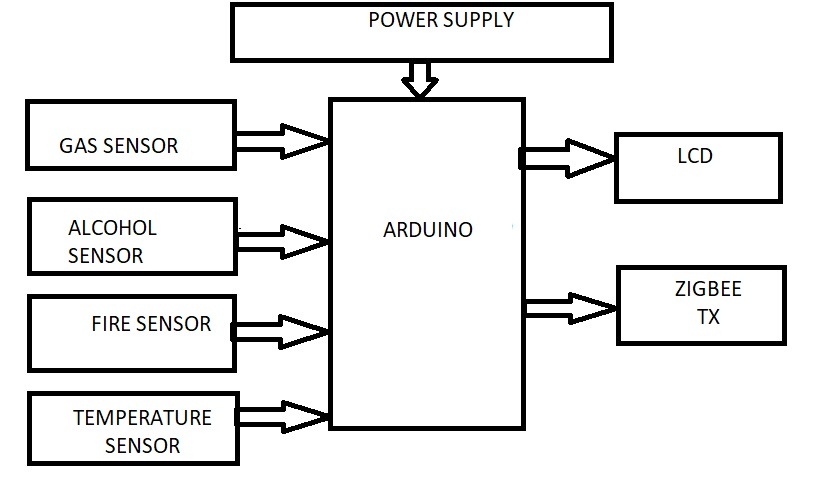 POWER SUPPLY
GAS SENSOR
ALCOHOL
SENSOR
FIRE SENSOR
TEMPERATURE
SENSOR
ARDUINO
LCD
ZIGBEE
TX